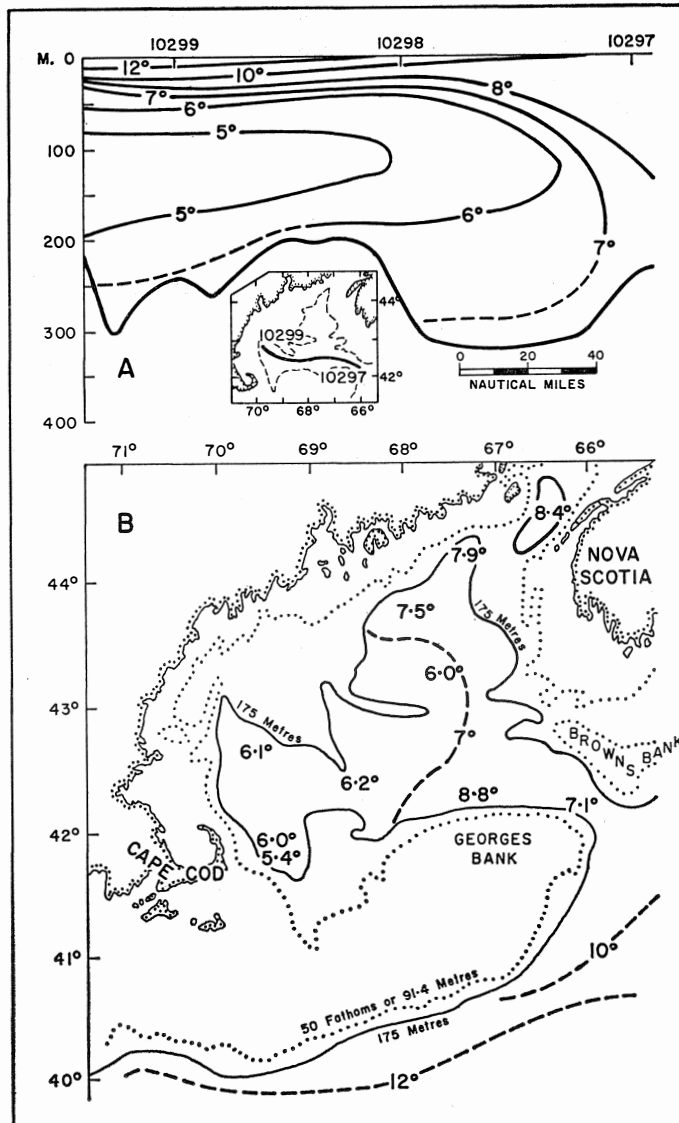 10299 10298 10297
M. 0
12° 10°
7° 8°
6°
5°
100
5° 6°
7°
200
44°
10299
300
10297
42°
A
0 20 40
NAUTICAL MILES
70° 68° 66°
400
71° 70° 69° 68° 67° 66°
B
8·4°
7·9°
NOVA
SCOTIA
44°
7·5°
175 Metres
6·0°
43°
175 Metres
7°
BROWNS BANK
6·1°
6·2°
8·8° 7·1°
42°
6·0°
GEORGES
BANK
5·4°
CAPE COD
41°
10°
50 Fathoms or 91·4 Metres
175 Metres
40°
12°